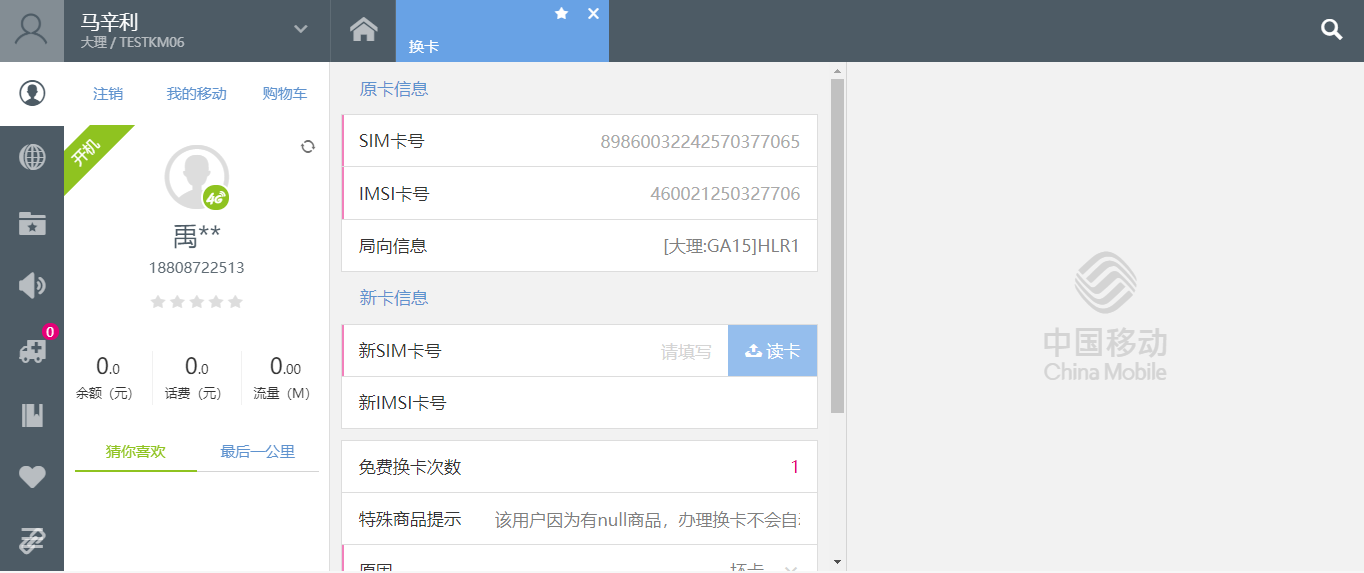 马辛利
大理 / TESTKM06
换卡
注销 我的移动 购物车
开机
4G
禹**
18808722513
0
0.0 0.0 0.00
余额（元） 话费（元） 流量（M）
猜你喜欢 最后一公里
原卡信息
SIM卡号 89860032242570377065
IMSI卡号 460021250327706
局向信息 [大理:GA15]HLR1
新卡信息
新SIM卡号 请填写 读卡
新IMSI卡号
免费换卡次数 1
特殊商品提示 该用户因为有null商品，办理换卡不会自
原因 坏卡
中国移动
China Mobile